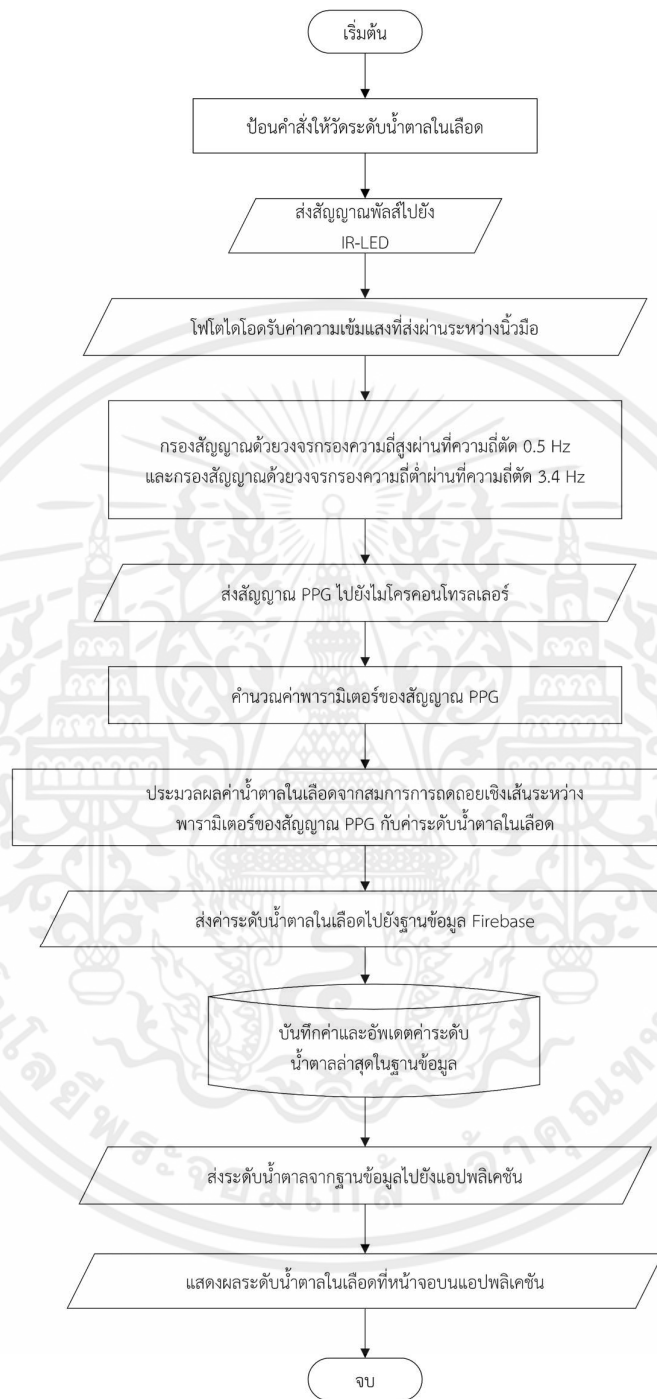 เริ่มต้น
ป้อนคำสั่งให้วัดระดับน้ำตาลในเลือด
ส่งสัญญาณพัลส์ไปยัง
IR-LED
โฟโตไดโอดรับค่าความเข้มแสงที่ส่งผ่านระหว่างนิ้วมือ
กรองสัญญาณด้วยวงจรกรองความถี่สูงผ่านที่ความถี่ตัด 0.5 Hz
และกรองสัญญาณด้วยวงจรกรองความถี่ต่ำผ่านที่ความถี่ตัด 3.4 Hz
ส่งสัญญาณ PPG ไปยังไมโครคอนโทรลเลอร์
คำนวณค่าพารามิเตอร์ของสัญญาณ PPG
ประมวลผลค่าน้ำตาลในเลือดจากสมการการถดถอยเชิงเส้นระหว่าง
พารามิเตอร์ของสัญญาณ PPG กับค่าระดับน้ำตาลในเลือด
ส่งค่าระดับน้ำตาลในเลือดไปยังฐานข้อมูล Firebase
บันทึกค่าและอัพเดตค่าระดับ
น้ำตาลล่าสุดในฐานข้อมูล
ส่งระดับน้ำตาลจากฐานข้อมูลไปยังแอปพลิเคชัน
แสดงผลระดับน้ำตาลในเลือดที่หน้าจอบนแอปพลิเคชัน
จบ